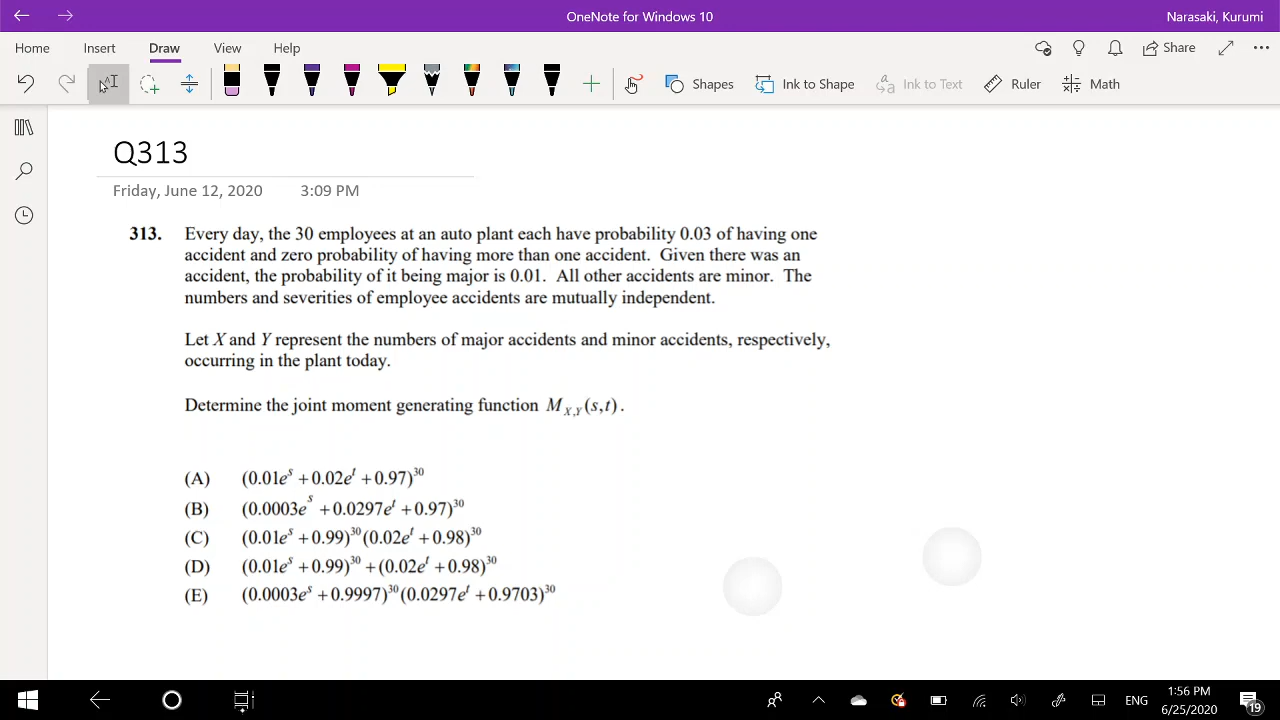 OneNote for Windows 10
Narasaki, Kurumi
Home Insert Draw View Help
Share
Shapes Ink to Shape Ink to Text Ruler Math
Q313
Friday, June 12, 2020 3:09 PM
313. Every day, the 30 employees at an auto plant each have probability 0.03 of having one
accident and zero probability of having more than one accident. Given there was an
accident, the probability of it being major is 0.01. All other accidents are minor. The
numbers and severities of employee accidents are mutually independent.
Let X and Y represent the numbers of major accidents and minor accidents, respectively,
occurring in the plant today.
Determine the joint moment generating function M_{X,Y}(s,t).
(A) (0.01e^s + 0.02e^t + 0.97)^30
(B) (0.0003e^s + 0.0297e^t + 0.97)^30
(C) (0.01e^s + 0.99)^30 (0.02e^t + 0.98)^30
(D) (0.01e^s + 0.99)^30 + (0.02e^t + 0.98)^30
(E) (0.0003e^s + 0.9997)^30 (0.0297e^t + 0.9703)^30
ENG
1:56 PM
6/25/2020
19